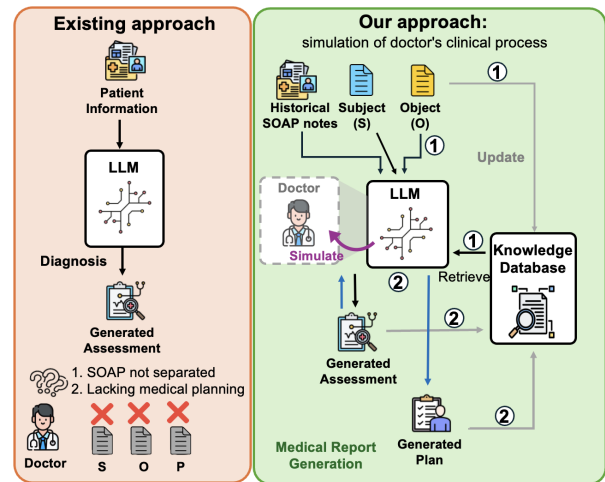 Existing approach
Patient
Information
LLM
Diagnosis
Generated
Assessment
1. SOAP not separated
2. Lacking medical planning
Doctor
S O P
Our approach:
simulation of doctor's clinical process
1
Historical
SOAP notes
Subject
(S)
Object
(O)
1
Update
Doctor
LLM
Simulate
1
Retrieve
Knowledge
Database
2
2
Generated
Assessment
2
Generated
Plan
Medical Report
Generation